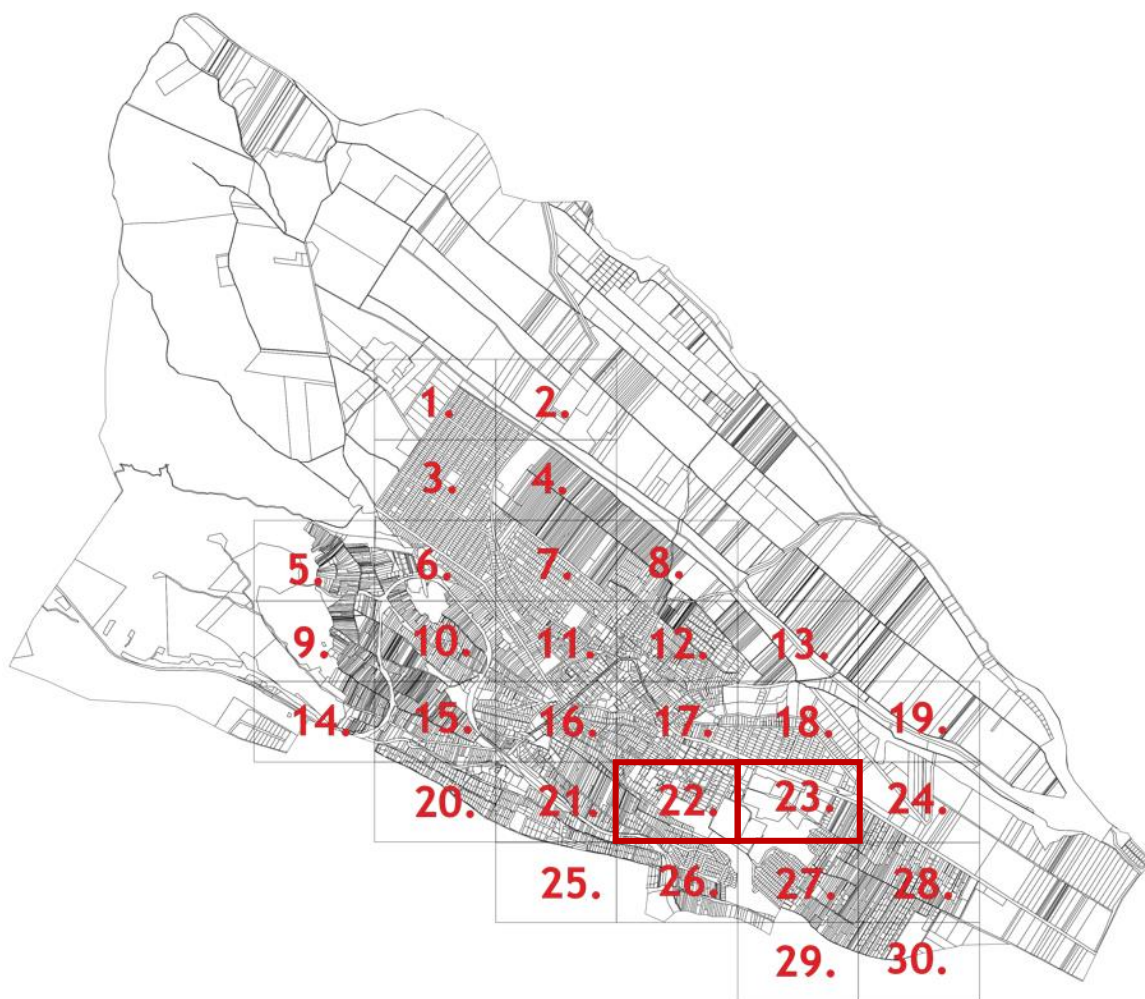 1. 2.
3. 4.
5. 6. 7. 8.
9. 10. 11. 12. 13.
14. 15. 16. 17. 18. 19.
20. 21. 22. 23. 24.
25. 26. 27. 28.
29. 30.